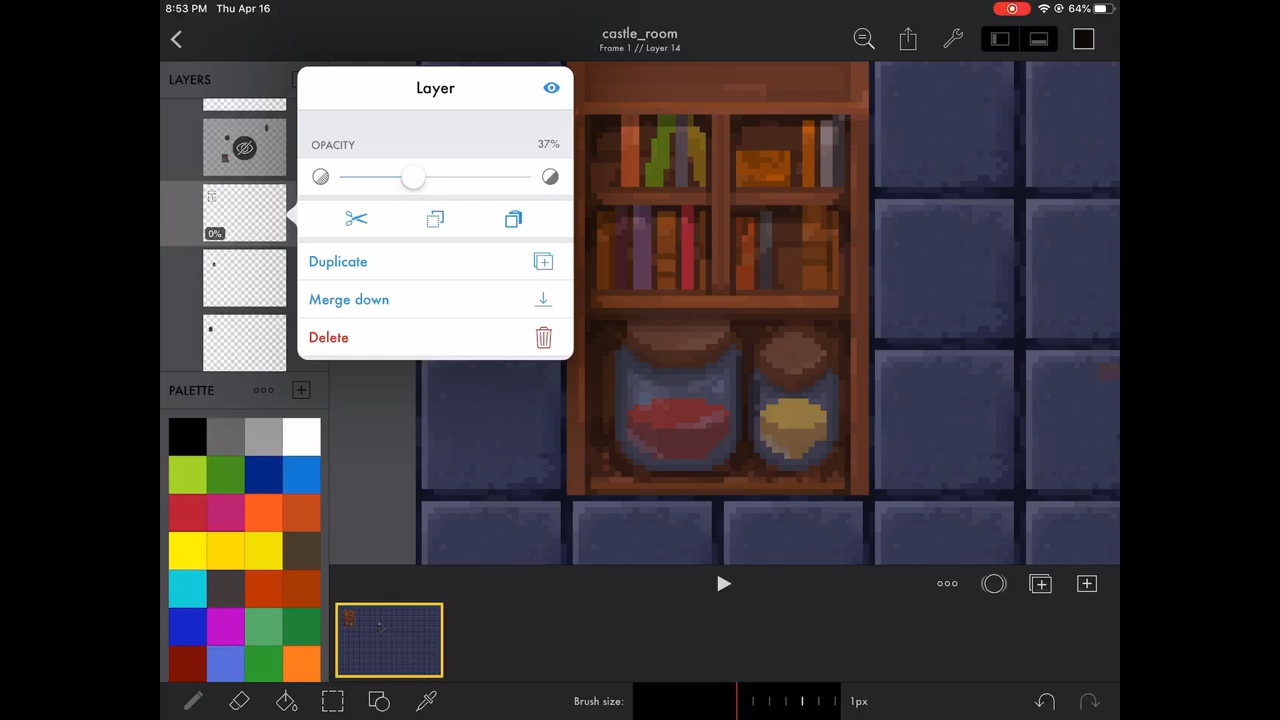 8:53 PM Thu Apr 16
64%
castle_room
Frame 1 // Layer 14
LAYERS
Layer
OPACITY
37%
0%
Duplicate
Merge down
Delete
PALETTE
Brush size:
1px